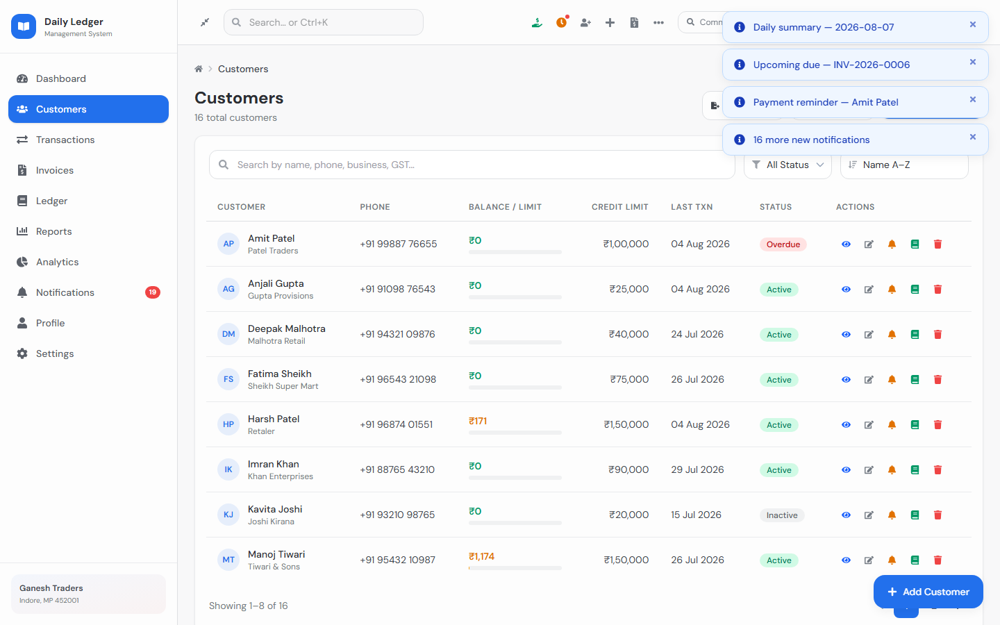 Daily Ledger
Management System
Dashboard
Customers
Transactions
Invoices
Ledger
Reports
Analytics
Notifications 19
Profile
Settings
Ganesh Traders
Indore, MP 452001
Search... or Ctrl+K
Daily summary — 2026-08-07
Upcoming due — INV-2026-0006
Payment reminder — Amit Patel
16 more new notifications
Customers
Customers
16 total customers
Search by name, phone, business, GST...
All Status
Name A–Z
CUSTOMER PHONE BALANCE / LIMIT CREDIT LIMIT LAST TXN STATUS ACTIONS
AP Amit Patel Patel Traders +91 99887 76655 ₹0 ₹1,00,000 04 Aug 2026 Overdue
AG Anjali Gupta Gupta Provisions +91 91098 76543 ₹0 ₹25,000 04 Aug 2026 Active
DM Deepak Malhotra Malhotra Retail +91 94321 09876 ₹0 ₹40,000 24 Jul 2026 Active
FS Fatima Sheikh Sheikh Super Mart +91 96543 21098 ₹0 ₹75,000 26 Jul 2026 Active
HP Harsh Patel Retaler +91 96874 01551 ₹171 ₹1,50,000 04 Aug 2026 Active
IK Imran Khan Khan Enterprises +91 88765 43210 ₹0 ₹90,000 29 Jul 2026 Active
KJ Kavita Joshi Joshi Kirana +91 93210 98765 ₹0 ₹20,000 15 Jul 2026 Inactive
MT Manoj Tiwari Tiwari & Sons +91 95432 10987 ₹1,174 ₹1,50,000 26 Jul 2026 Active
Showing 1–8 of 16
Add Customer